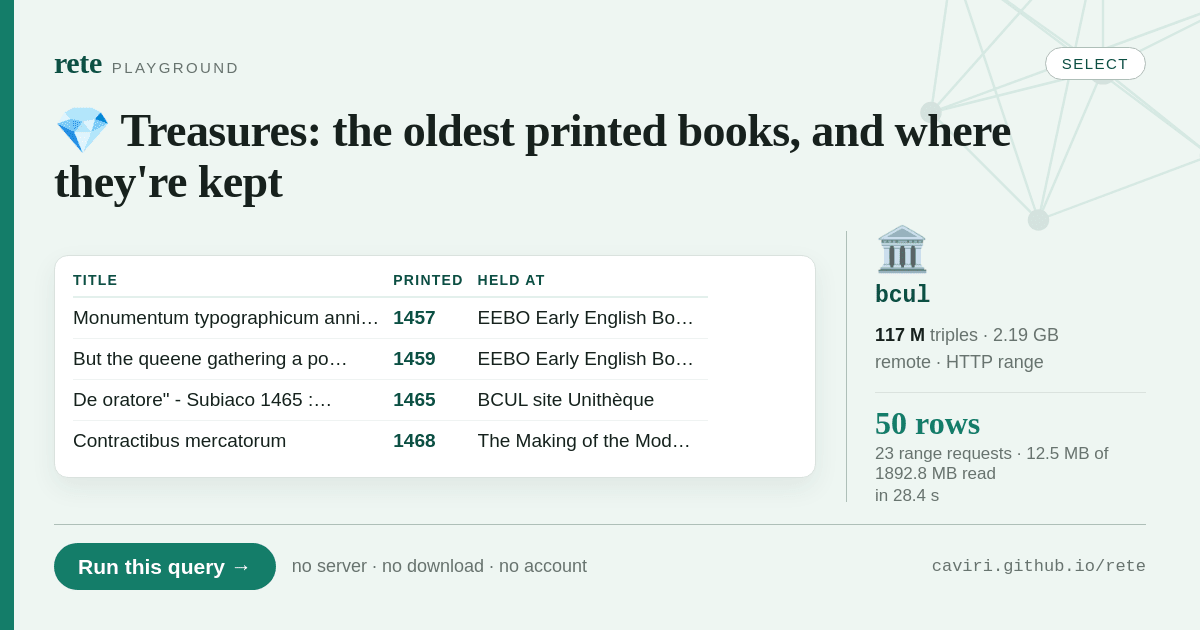 rete PLAYGROUND
SELECT
💎 Treasures: the oldest printed books, and where
they're kept
TITLE PRINTED HELD AT
Monumentum typographicum anni… 1457 EEBO Early English Bo…
But the queene gathering a po… 1459 EEBO Early English Bo…
De oratore" - Subiaco 1465 :… 1465 BCUL site Unithèque
Contractibus mercatorum 1468 The Making of the Mod…
🏛️
bcul
117 M triples · 2.19 GB
remote · HTTP range
50 rows
23 range requests · 12.5 MB of
1892.8 MB read
in 28.4 s
Run this query →
no server · no download · no account
caviri.github.io/rete